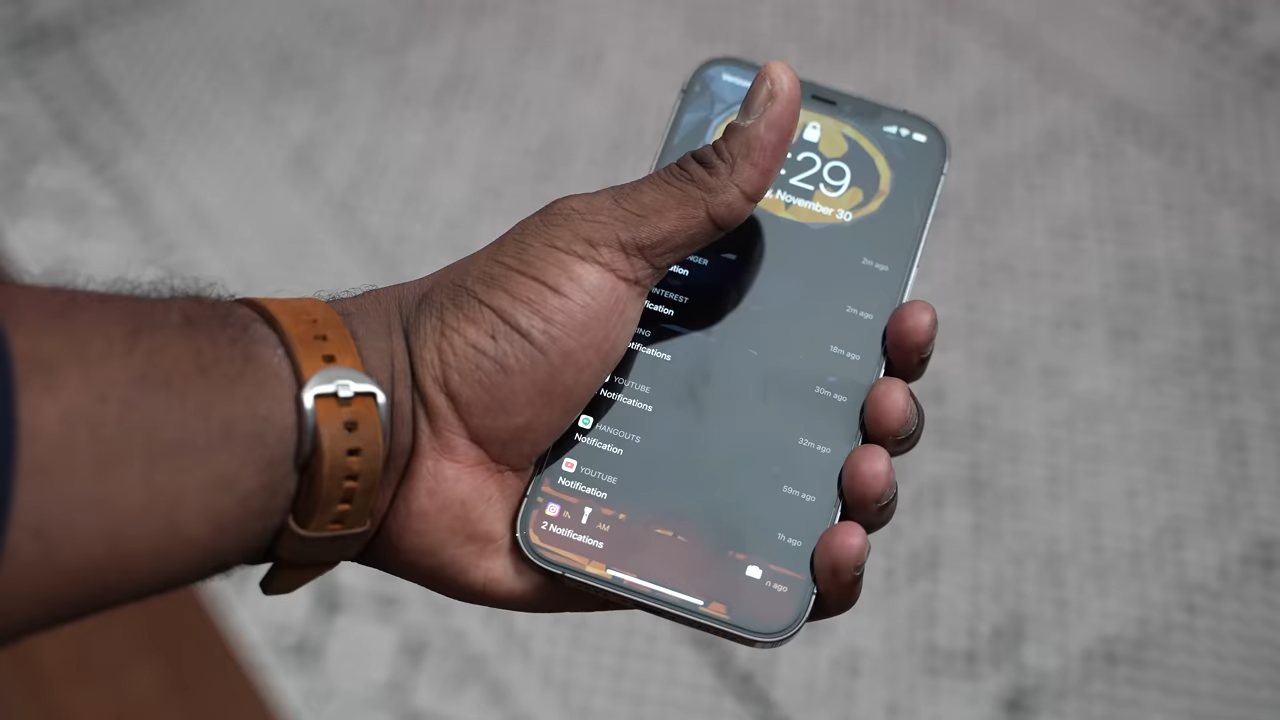 :29
November 30
2m ago
INTEREST
2m ago
18m ago
YOUTUBE
Notifications
30m ago
HANGOUTS
Notification
32m ago
YOUTUBE
Notification
59m ago
2 Notifications
1h ago
ago